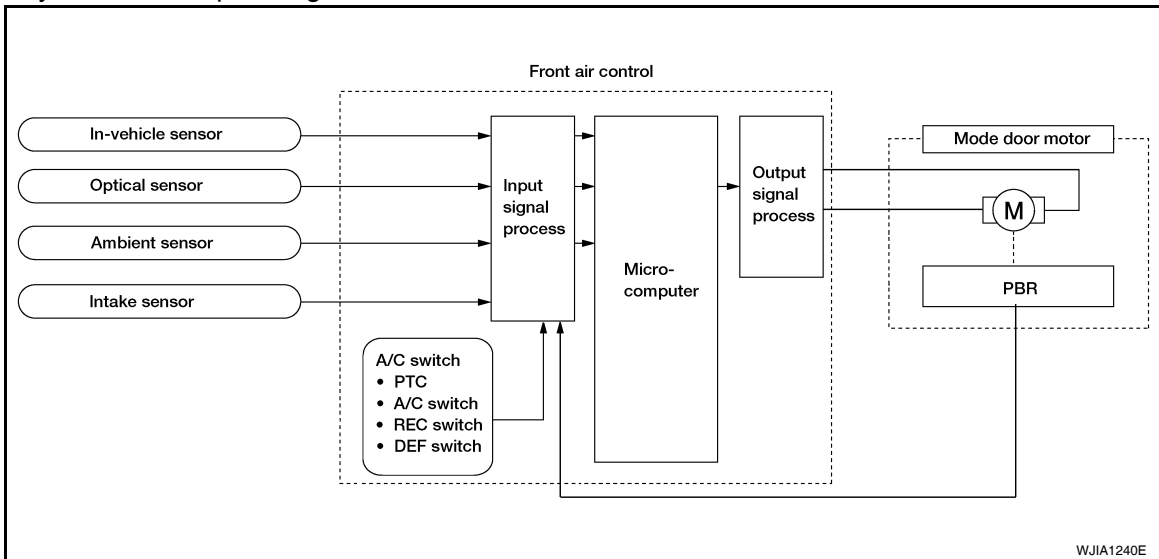 Front air control
In-vehicle sensor
Optical sensor
Ambient sensor
Intake sensor
Input
signal
process
A/C switch
• PTC
• A/C switch
• REC switch
• DEF switch
Micro-
computer
Output
signal
process
Mode door motor
M
PBR
WJIA1240E